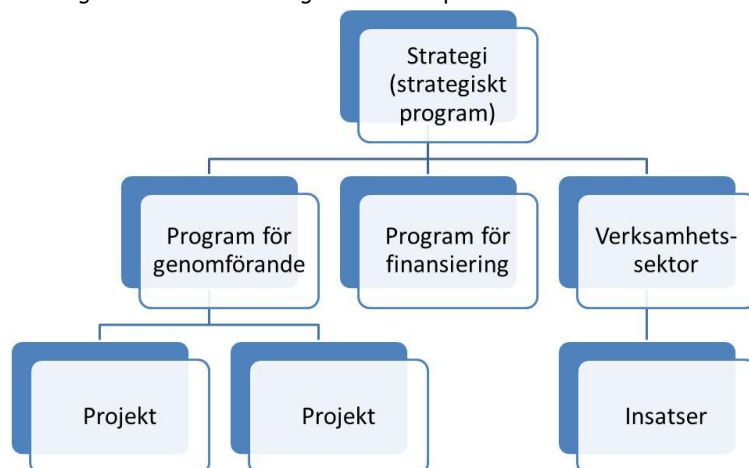 Strategi
(strategiskt
program)
Program för
genomförande
Program för
finansiering
Verksamhets-
sektor
Projekt
Projekt
Insatser